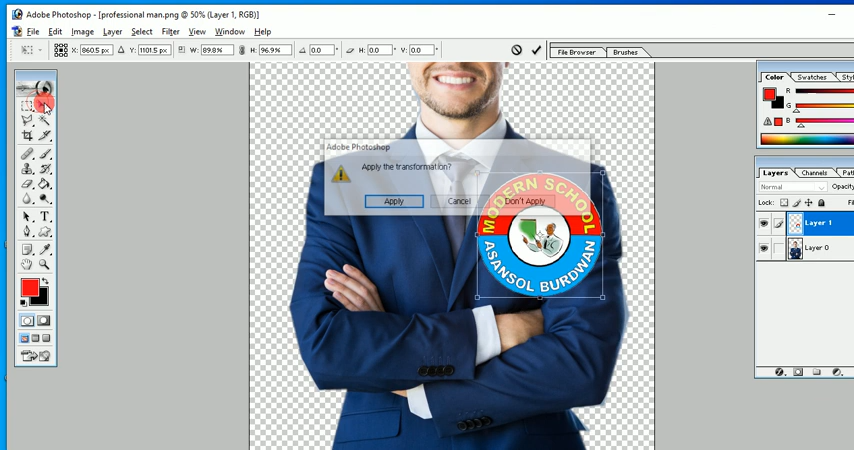 Adobe Photoshop - [professional man.png @ 50% (Layer 1, RGB)]
File Edit Image Layer Select Filter View Window Help
X: 860.5 px Y: 1101.5 px W: 89.8% H: 96.9% 0.0 ° H: 0.0 ° V: 0.0 °
File Browser Brushes
Color Swatches Styl
R
G
B
Adobe Photoshop
Apply the transformation?
Apply Cancel Don't Apply
MODERN SCHOOL
ASANSOL BURDWAN
Layers Channels Path
Normal Opacity
Lock: Fil
Layer 1
Layer 0
T